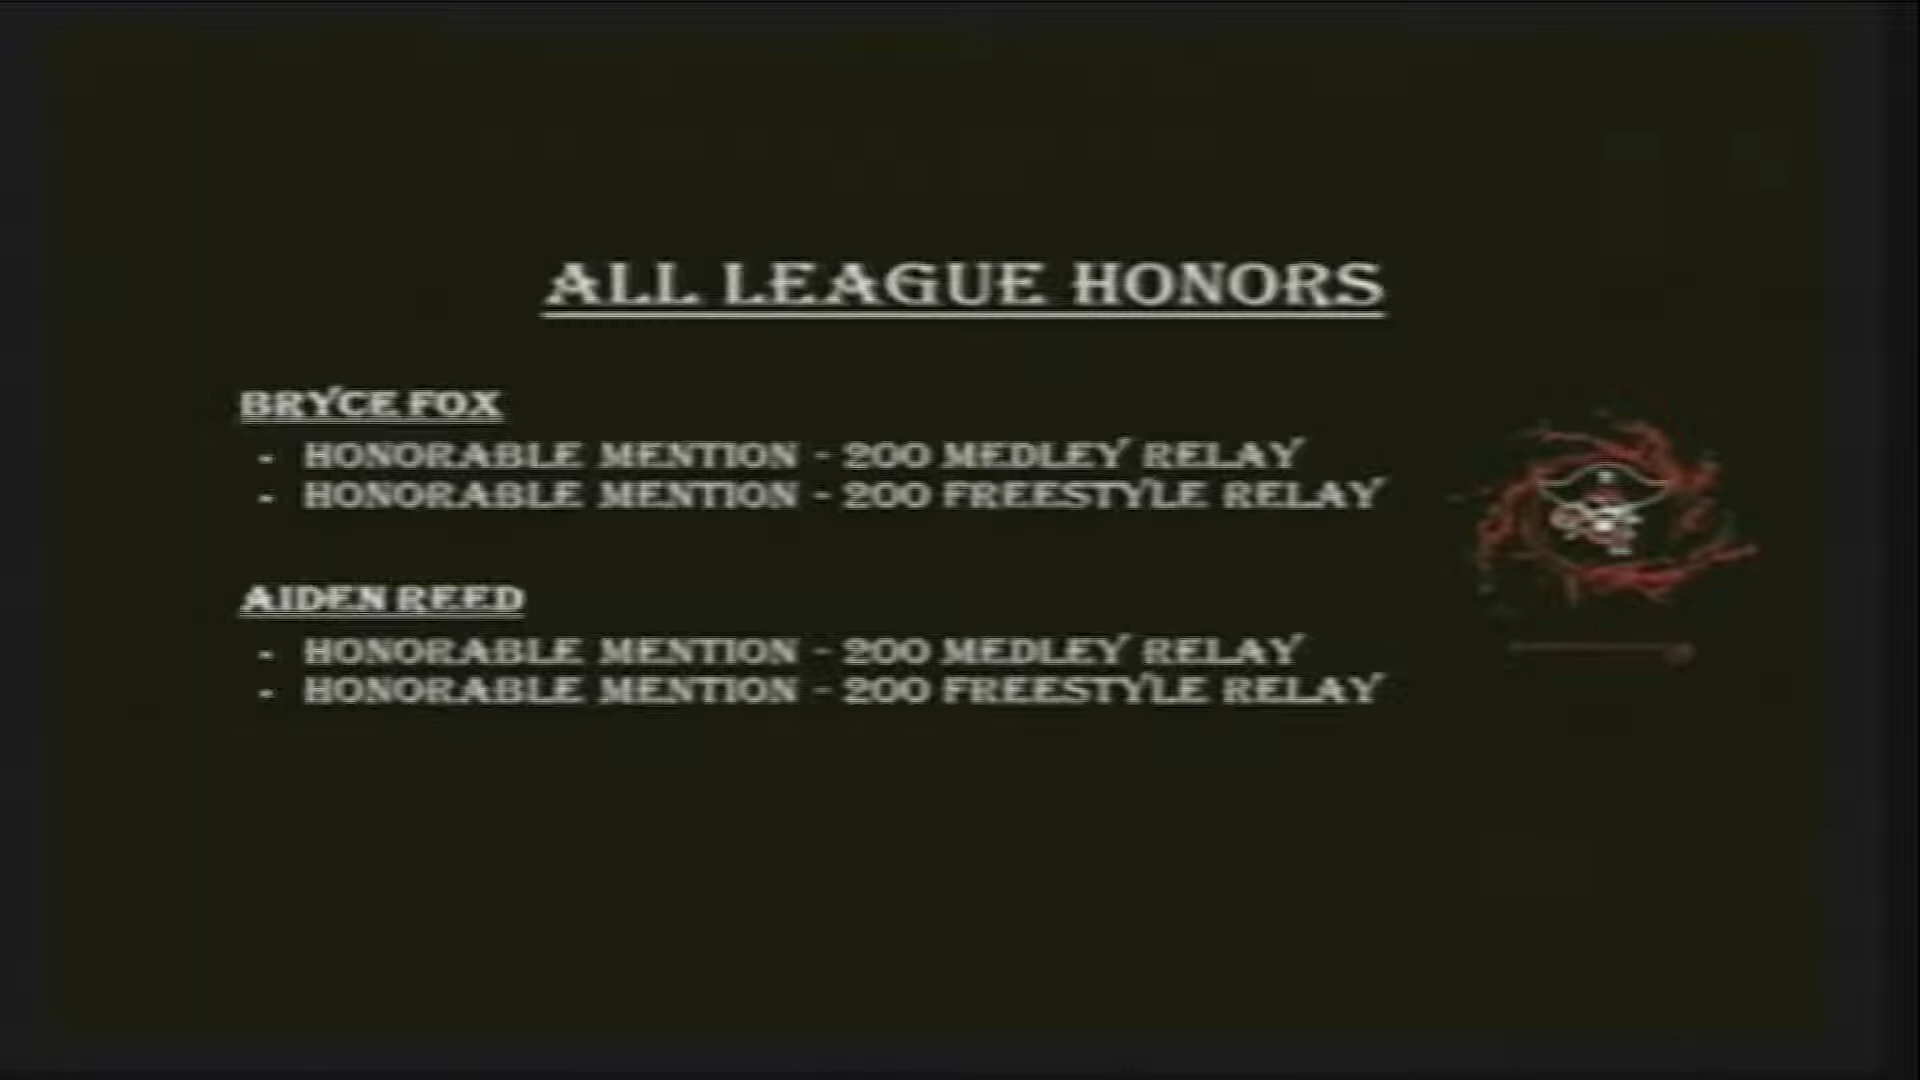 ALL LEAGUE HONORS
BRYCE FOX
- HONORABLE MENTION - 200 MEDLEY RELAY
- HONORABLE MENTION - 200 FREESTYLE RELAY
AIDEN REED
- HONORABLE MENTION - 200 MEDLEY RELAY
- HONORABLE MENTION - 200 FREESTYLE RELAY